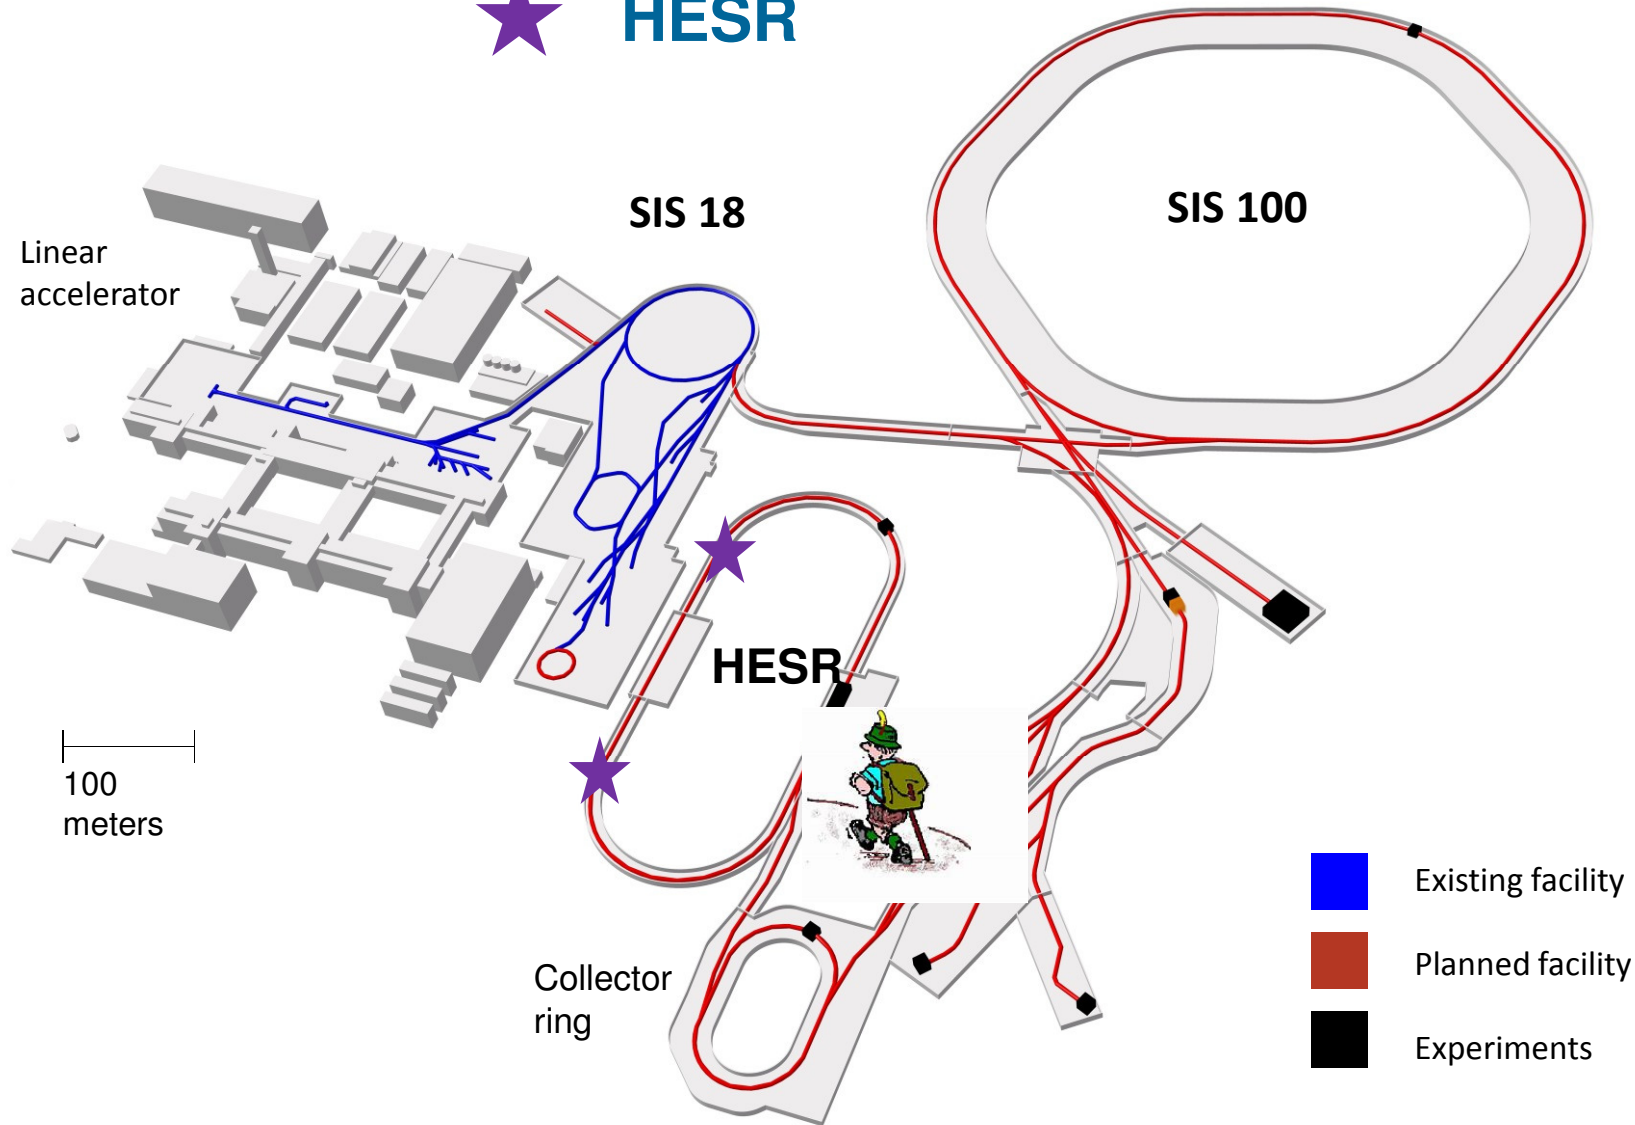 HESR
SIS 18
SIS 100
Linear
accelerator
HESR
100
meters
Collector
ring
Existing facility
Planned facility
Experiments